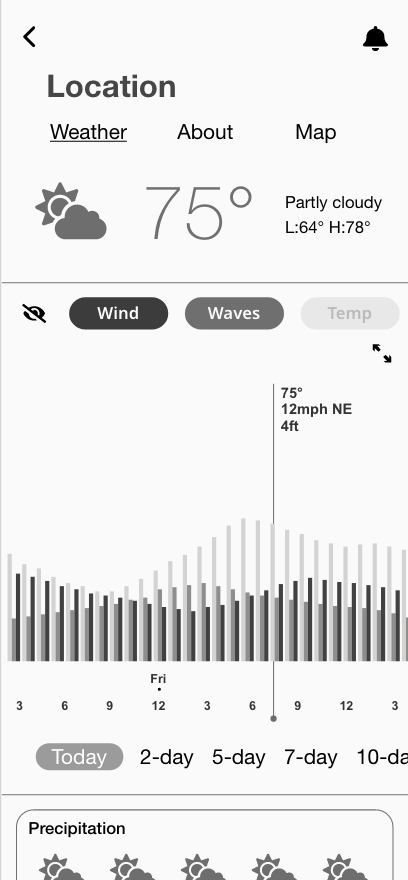 Location
Weather About Map
75°
Partly cloudy
L:64° H:78°
Wind Waves Temp
75°
12mph NE
4ft
Fri
3 6 9 12 3 6 9 12 3
Today 2-day 5-day 7-day 10-da
Precipitation